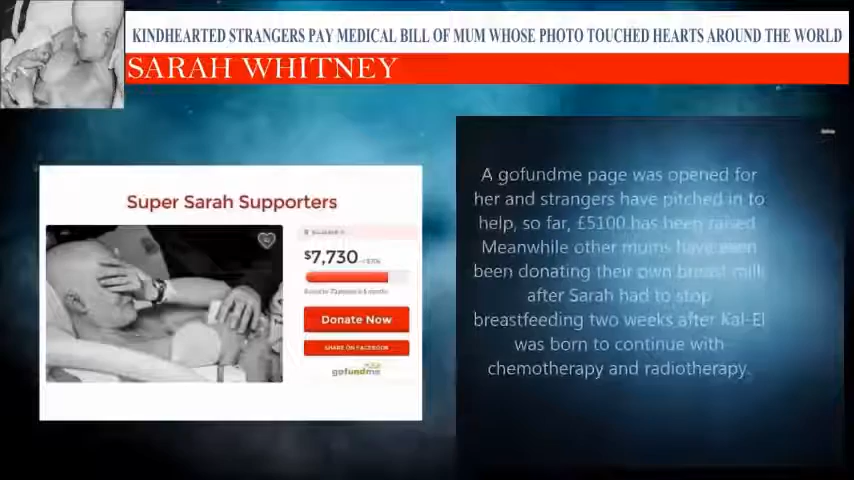 KINDHEARTED STRANGERS PAY MEDICAL BILL OF MUM WHOSE PHOTO TOUCHED HEARTS AROUND THE WORLD
SARAH WHITNEY
Super Sarah Supporters
$7,730
Donate Now
SHARE ON FACEBOOK
gofundme
A gofundme page was opened for
her and strangers have pitched in to
help, so far, £5100 has been raised
Meanwhile other mums have even
been donating their own breast milk
after Sarah had to stop
breastfeeding two weeks after Kal-El
was born to continue with
chemotherapy and radiotherapy.